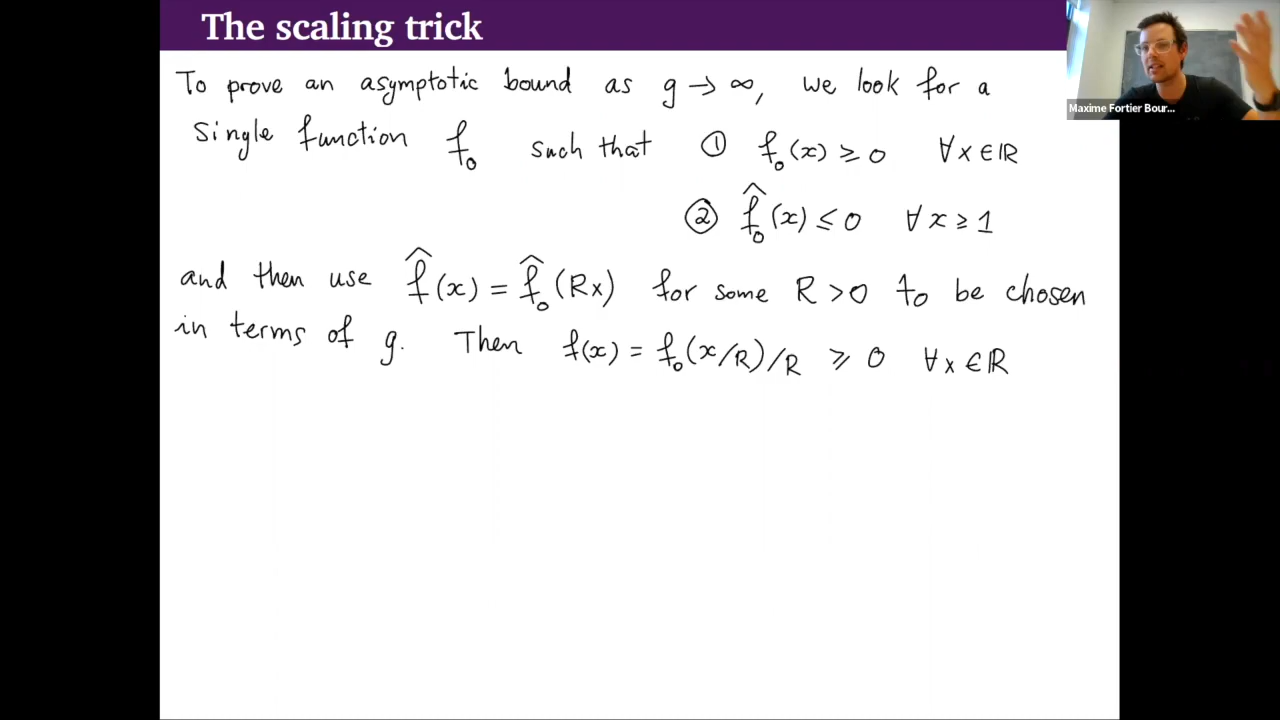 The scaling trick
Maxime Fortier Bour...
To prove an asymptotic bound as g → ∞, we look for a
single function f₀ such that ① f₀(x) ≥ 0 ∀ x ∈ ℝ
② f̂₀(x) ≤ 0 ∀ x ≥ 1
and then use f̂(x) = f̂₀(Rx) for some R > 0 to be chosen
in terms of g. Then f(x) = f₀(x/R)/R ≥ 0 ∀ x ∈ ℝ